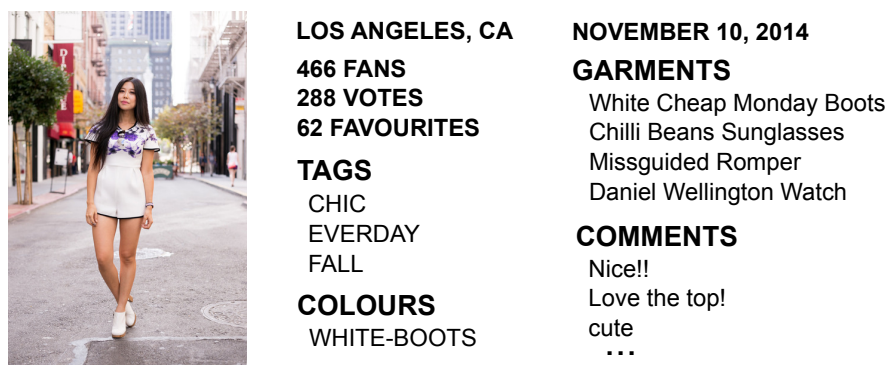 LOS ANGELES, CA
466 FANS
288 VOTES
62 FAVOURITES
TAGS
CHIC
EVERDAY
FALL
COLOURS
WHITE-BOOTS
NOVEMBER 10, 2014
GARMENTS
White Cheap Monday Boots
Chilli Beans Sunglasses
Missguided Romper
Daniel Wellington Watch
COMMENTS
Nice!!
Love the top!
cute
...